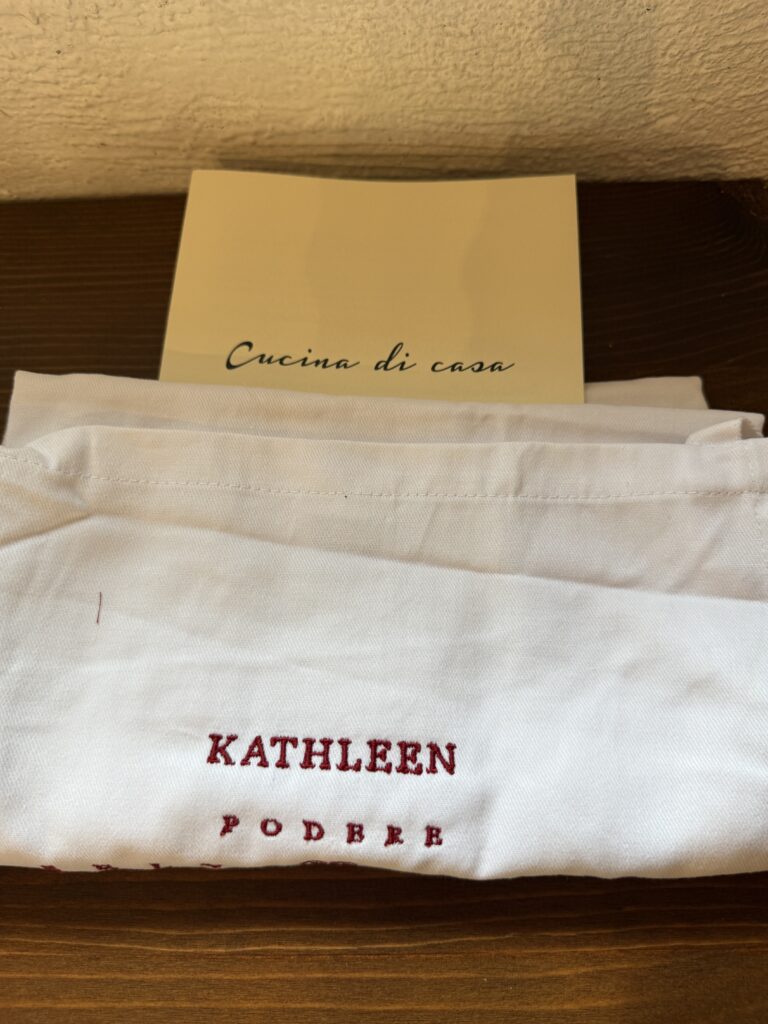 Cucina di casa
KATHLEEN
PODERE